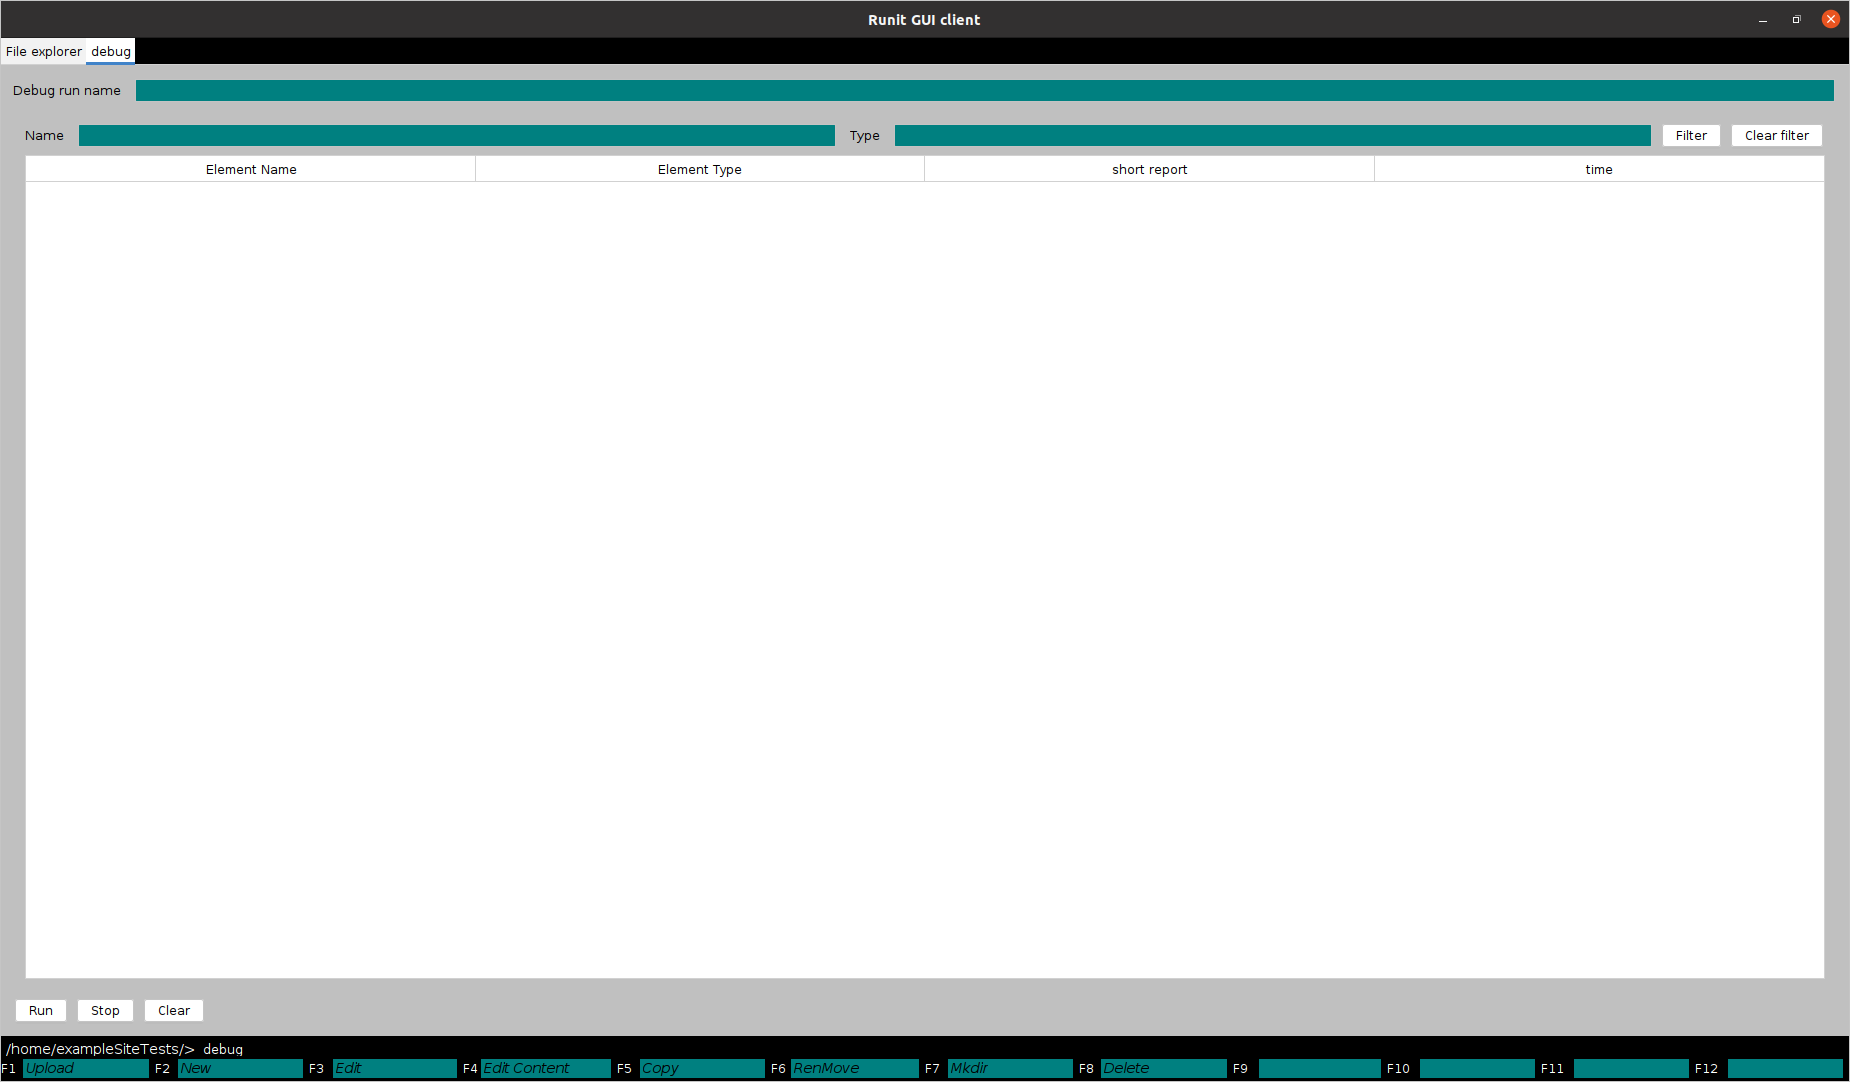 Runit GUI client
File explorer debug
Debug run name
Name Type Filter Clear filter
Element Name Element Type short report time
Run Stop Clear
/home/exampleSiteTests/> debug
F1 Upload F2 New F3 Edit F4 Edit Content F5 Copy F6 RenMove F7 Mkdir F8 Delete F9 F10 F11 F12